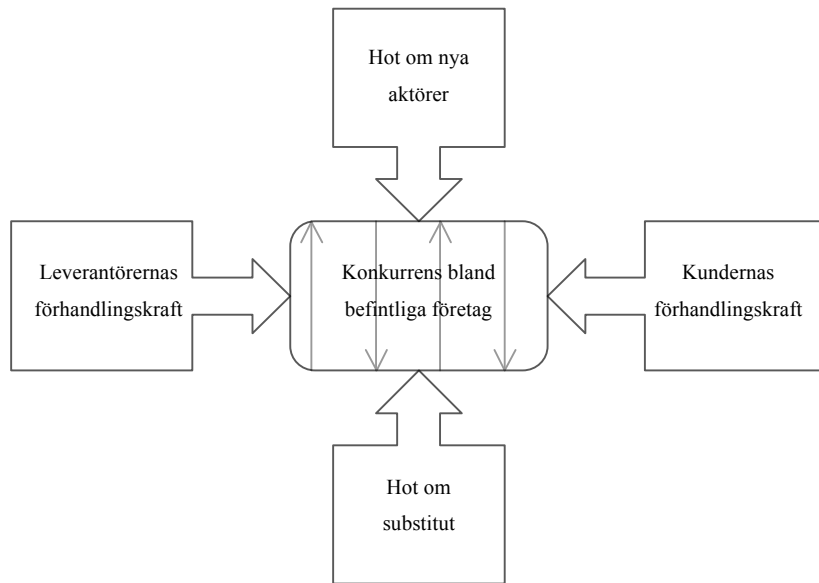 Hot om nya
aktörer
Leverantörernas
förhandlingskraft
Konkurrens bland
befintliga företag
Kundernas
förhandlingskraft
Hot om
substitut